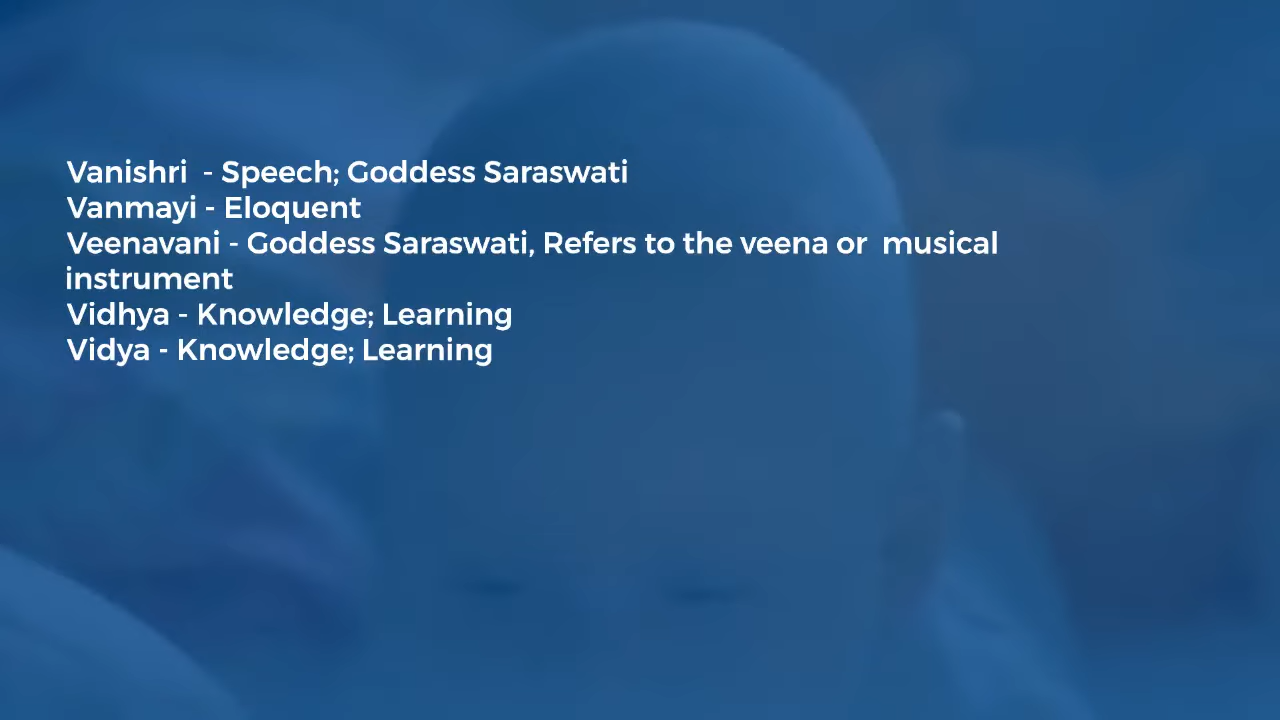 Vanishri  - Speech; Goddess Saraswati
Vanmayi - Eloquent
Veenavani - Goddess Saraswati, Refers to the veena or  musical
instrument
Vidhya - Knowledge; Learning
Vidya - Knowledge; Learning